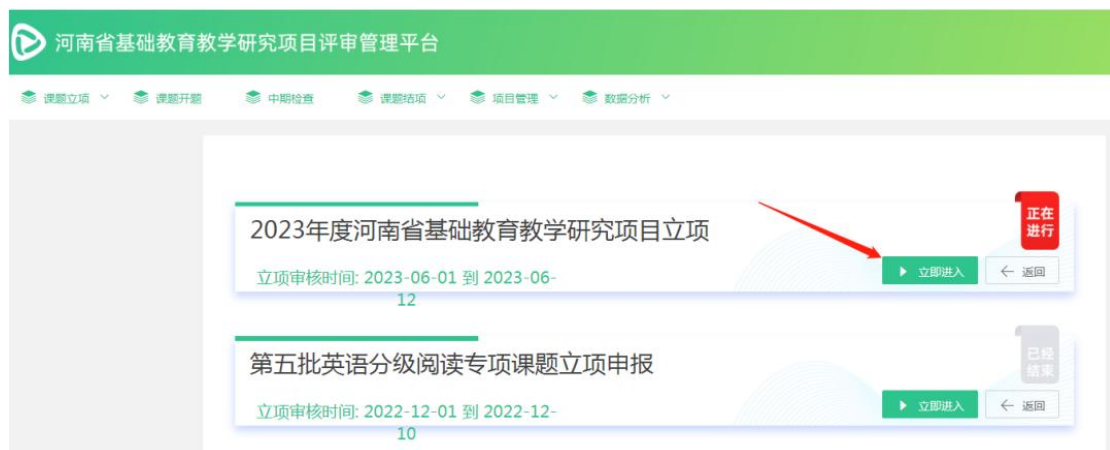 河南省基础教育教学研究项目评审管理平台
课题立项 课题开题 中期检查 课题结项 项目管理 数据分析
正在
进行
2023年度河南省基础教育教学研究项目立项
立项审核时间: 2023-06-01 到 2023-06-
12
立即进入 返回
已经
结束
第五批英语分级阅读专项课题立项申报
立项审核时间: 2022-12-01 到 2022-12-
10
立即进入 返回